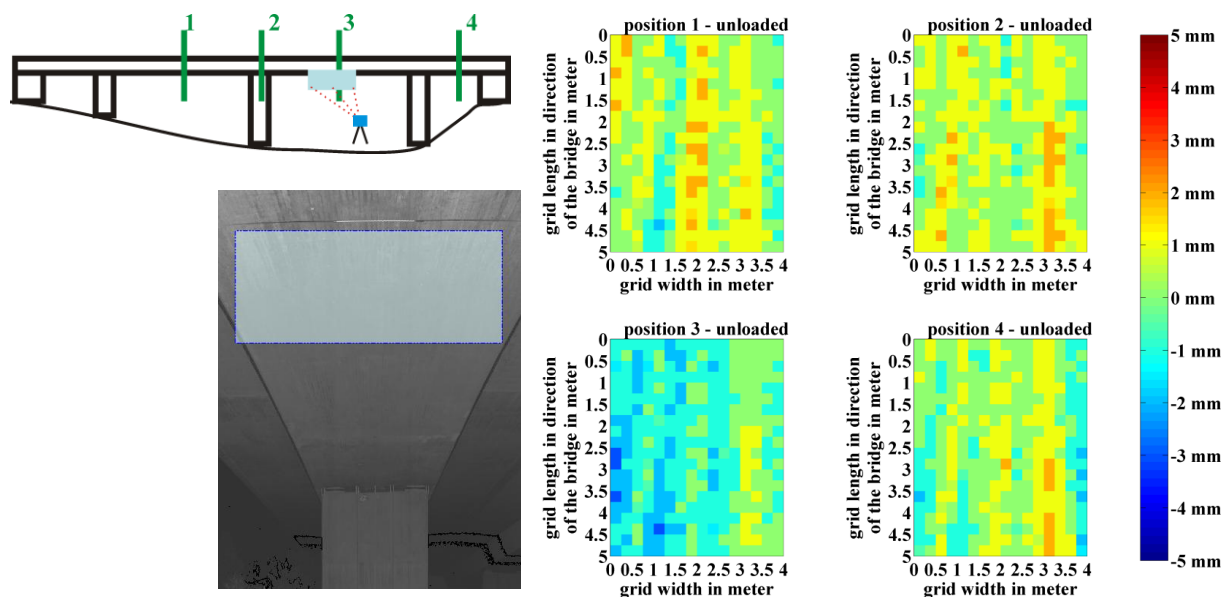 1 2 3 4
position 1 - unloaded
0
0.5
1
1.5
2
2.5
3
3.5
4
4.5
5
grid length in direction
of the bridge in meter
0 0.5 1 1.5 2 2.5 3 3.5 4
grid width in meter
position 2 - unloaded
0
0.5
1
1.5
2
2.5
3
3.5
4
4.5
5
grid length in direction
of the bridge in meter
0 0.5 1 1.5 2 2.5 3 3.5 4
grid width in meter
position 3 - unloaded
0
0.5
1
1.5
2
2.5
3
3.5
4
4.5
5
grid length in direction
of the bridge in meter
0 0.5 1 1.5 2 2.5 3 3.5 4
grid width in meter
position 4 - unloaded
0
0.5
1
1.5
2
2.5
3
3.5
4
4.5
5
grid length in direction
of the bridge in meter
0 0.5 1 1.5 2 2.5 3 3.5 4
grid width in meter
5 mm
4 mm
3 mm
2 mm
1 mm
0 mm
-1 mm
-2 mm
-3 mm
-4 mm
-5 mm